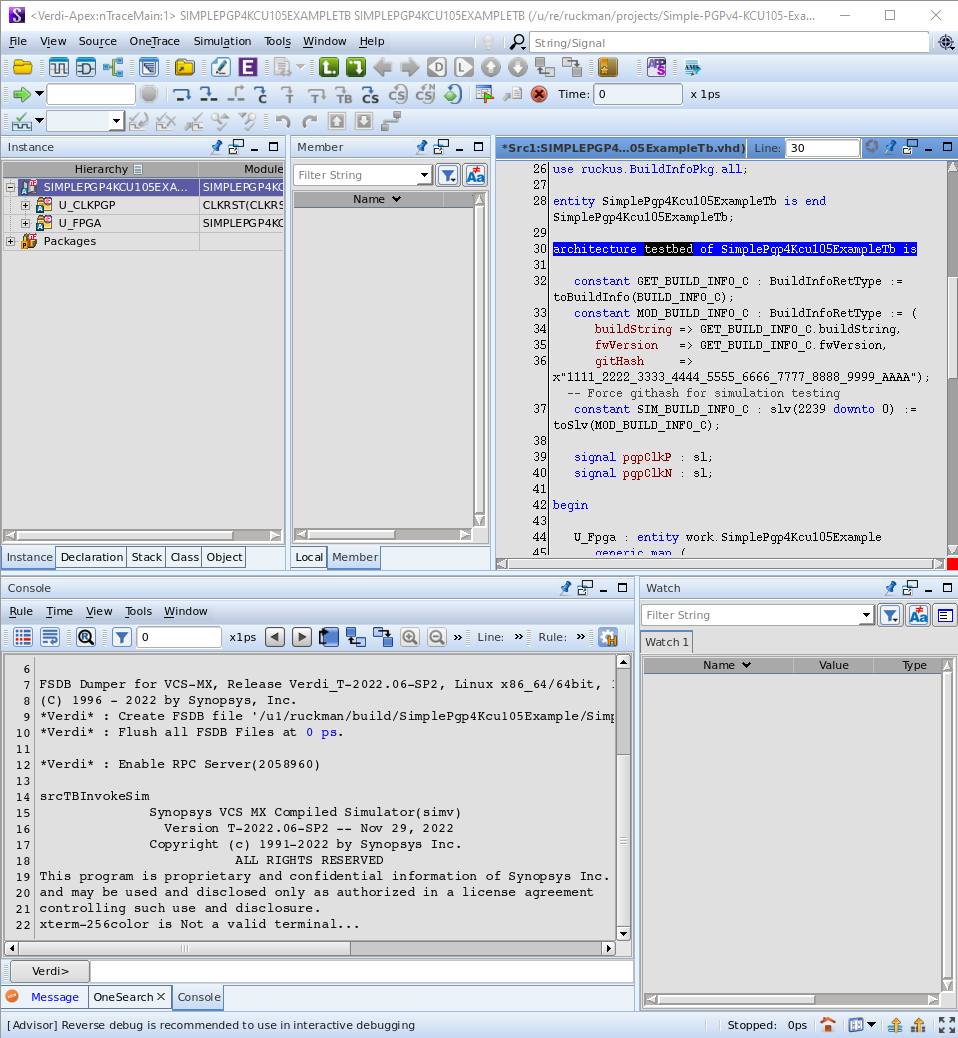 <Verdi-Apex:nTraceMain:1> SIMPLEPGP4KCU105EXAMPLETB SIMPLEPGP4KCU105EXAMPLETB (/u/re/ruckman/projects/Simple-PGPv4-KCU105-Exa...
File View Source OneTrace Simulation Tools Window Help
String/Signal
Time: 0 x 1ps
Instance
Hierarchy Module
SIMPLEPGP4KCU105EXA... SIMPLEPGP4KC
U_CLKPGP CLKRST(CLKRS
U_FPGA SIMPLEPGP4KC
Packages
Instance Declaration Stack Class Object
Member
Filter String
Name
Local Member
*Src1:SIMPLEPGP4...05ExampleTb.vhd) Line: 30
26 use ruckus.BuildInfoPkg.all;
27
28 entity SimplePgp4Kcu105ExampleTb is end
SimplePgp4Kcu105ExampleTb;
29
30 architecture testbed of SimplePgp4Kcu105ExampleTb is
31
32 constant GET_BUILD_INFO_C : BuildInfoRetType :=
toBuildInfo(BUILD_INFO_C);
33 constant MOD_BUILD_INFO_C : BuildInfoRetType := (
34 buildString => GET_BUILD_INFO_C.buildString,
35 fwVersion => GET_BUILD_INFO_C.fwVersion,
36 gitHash =>
x"1111_2222_3333_4444_5555_6666_7777_8888_9999_AAAA");
-- Force githash for simulation testing
37 constant SIM_BUILD_INFO_C : slv(2239 downto 0) :=
toSlv(MOD_BUILD_INFO_C);
38
39 signal pgpClkP : sl;
40 signal pgpClkN : sl;
41
42 begin
43
44 U_Fpga : entity work.SimplePgp4Kcu105Example
45 generic map (
Console
Rule Time View Tools Window
0 x1ps Line: Rule:
6
7 FSDB Dumper for VCS-MX, Release Verdi_T-2022.06-SP2, Linux x86_64/64bit,
8 (C) 1996 - 2022 by Synopsys, Inc.
9 *Verdi* : Create FSDB file '/u1/ruckman/build/SimplePgp4Kcu105Example/Simp
10 *Verdi* : Flush all FSDB Files at 0 ps.
11
12 *Verdi* : Enable RPC Server(2058960)
13
14 srcTBInvokeSim
15 Synopsys VCS MX Compiled Simulator(simv)
16 Version T-2022.06-SP2 -- Nov 29, 2022
17 Copyright (c) 1991-2022 by Synopsys Inc.
18 ALL RIGHTS RESERVED
19 This program is proprietary and confidential information of Synopsys Inc.
20 and may be used and disclosed only as authorized in a license agreement
21 controlling such use and disclosure.
22 xterm-256color is Not a valid terminal...
Verdi>
Message OneSearch Console
Watch
Filter String
Watch 1
Name Value Type
[Advisor] Reverse debug is recommended to use in interactive debugging
Stopped: 0ps